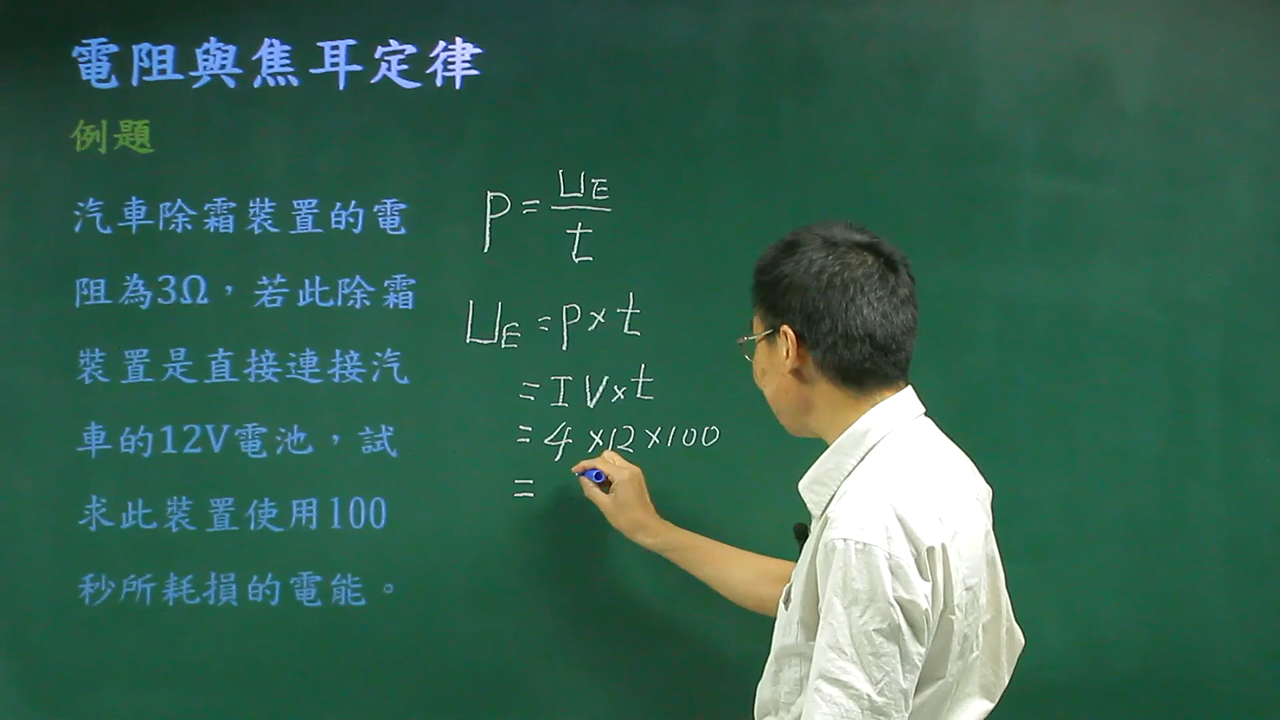 電阻與焦耳定律
例題
汽車除霜裝置的電
阻為3Ω，若此除霜
裝置是直接連接汽
車的12V電池，試
求此裝置使用100
秒所耗損的電能。
P=U_E/t
U_E=P×t
=IV×t
=4×12×100
=